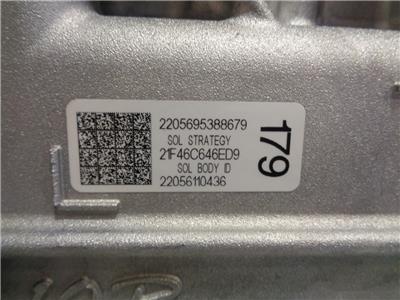 2205695388679
SOL STRATEGY
21F46C646ED9
SOL BODY ID
22056110436
179